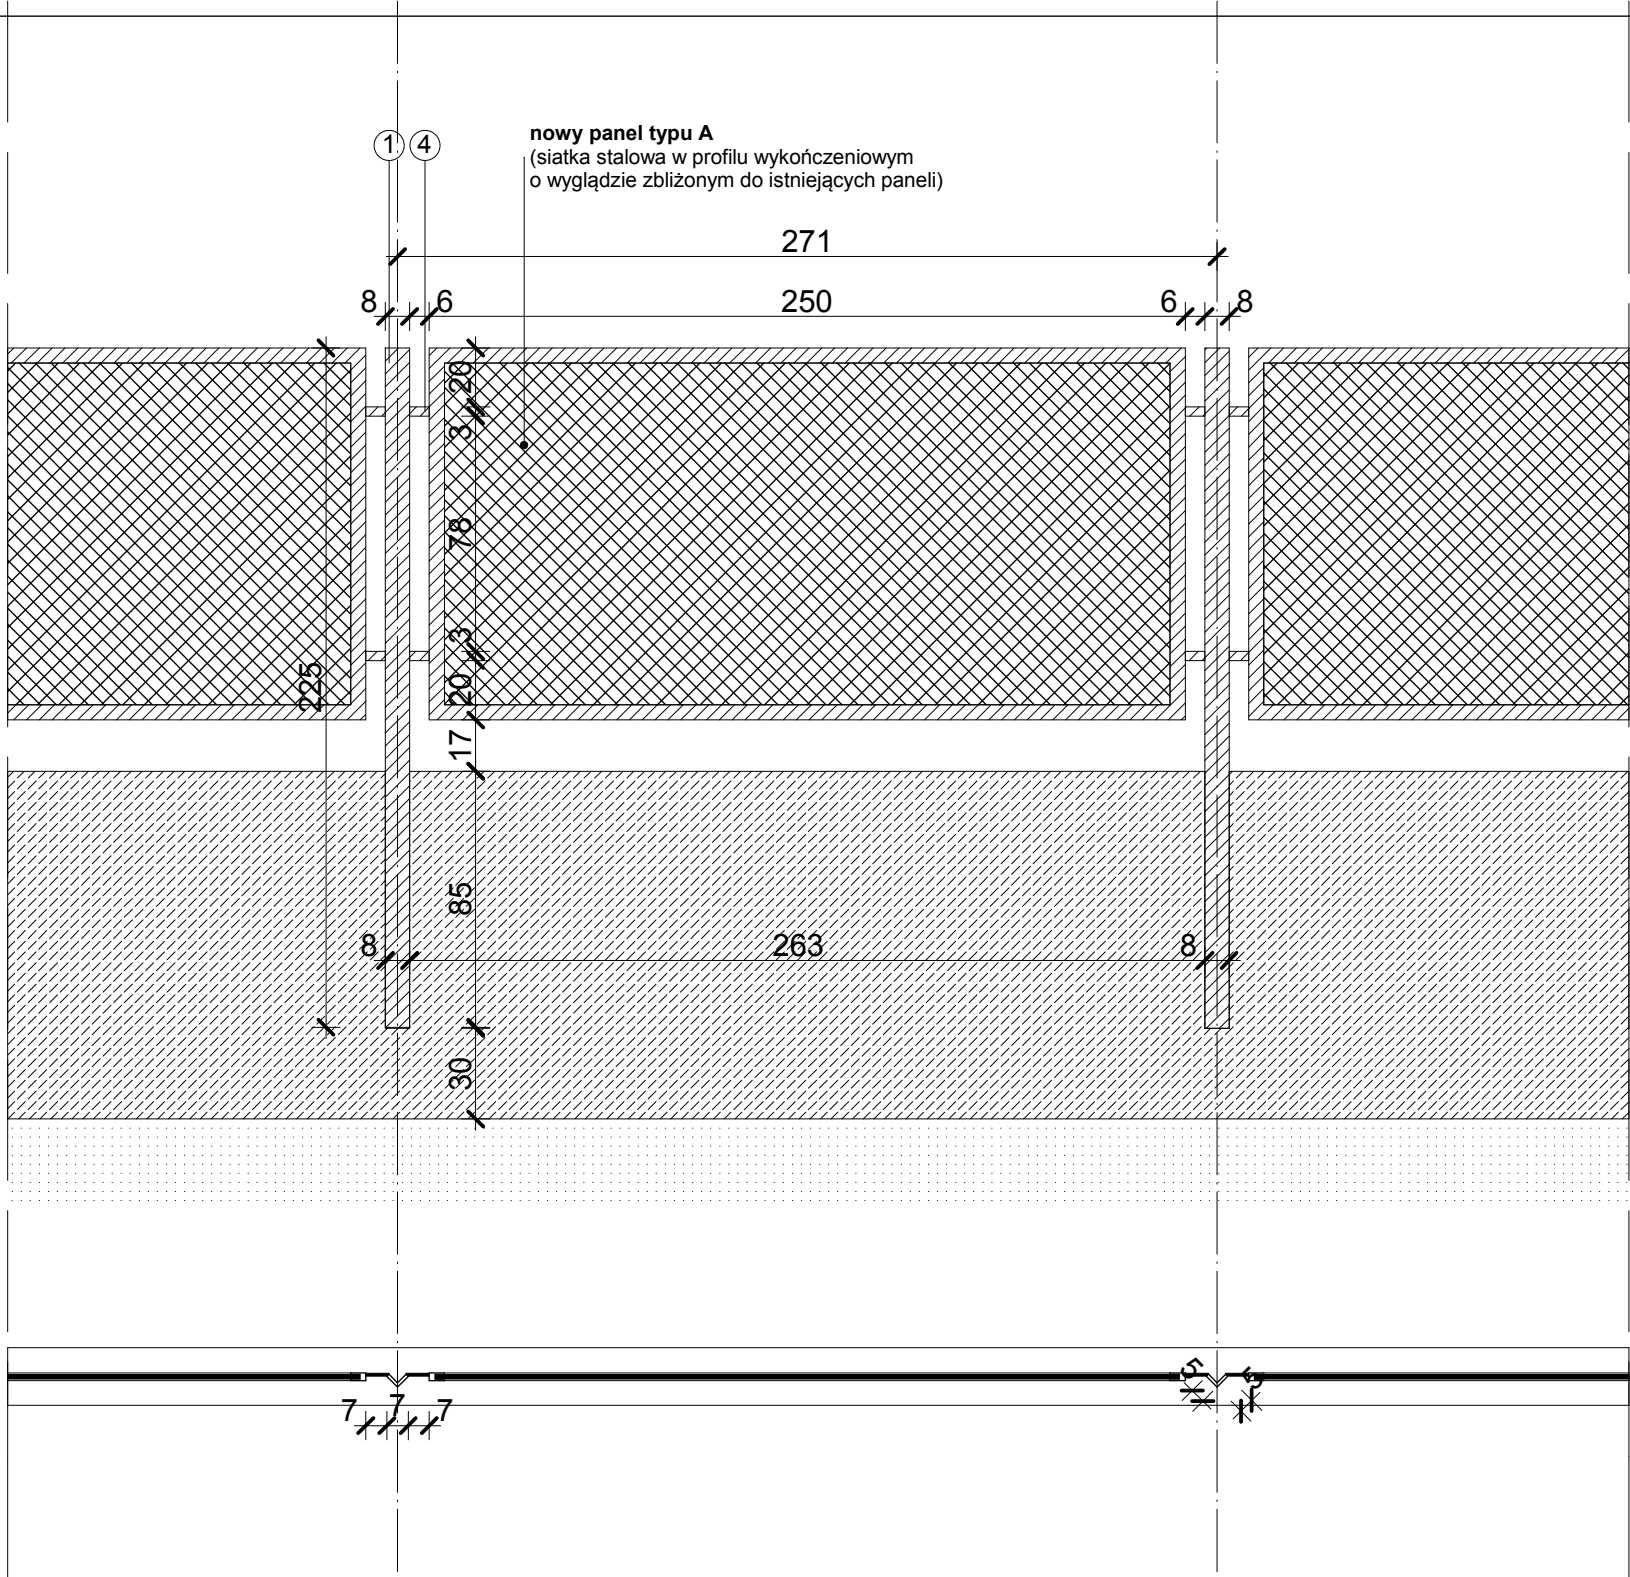 1 4
nowy panel typu A
(siatka stalowa w profilu wykończeniowym
o wyglądzie zbliżonym do istniejących paneli)
271
8 6 250 6 8
20
3
78
3
225
20
17
85
8 263 8
30
5 5
7 7 7